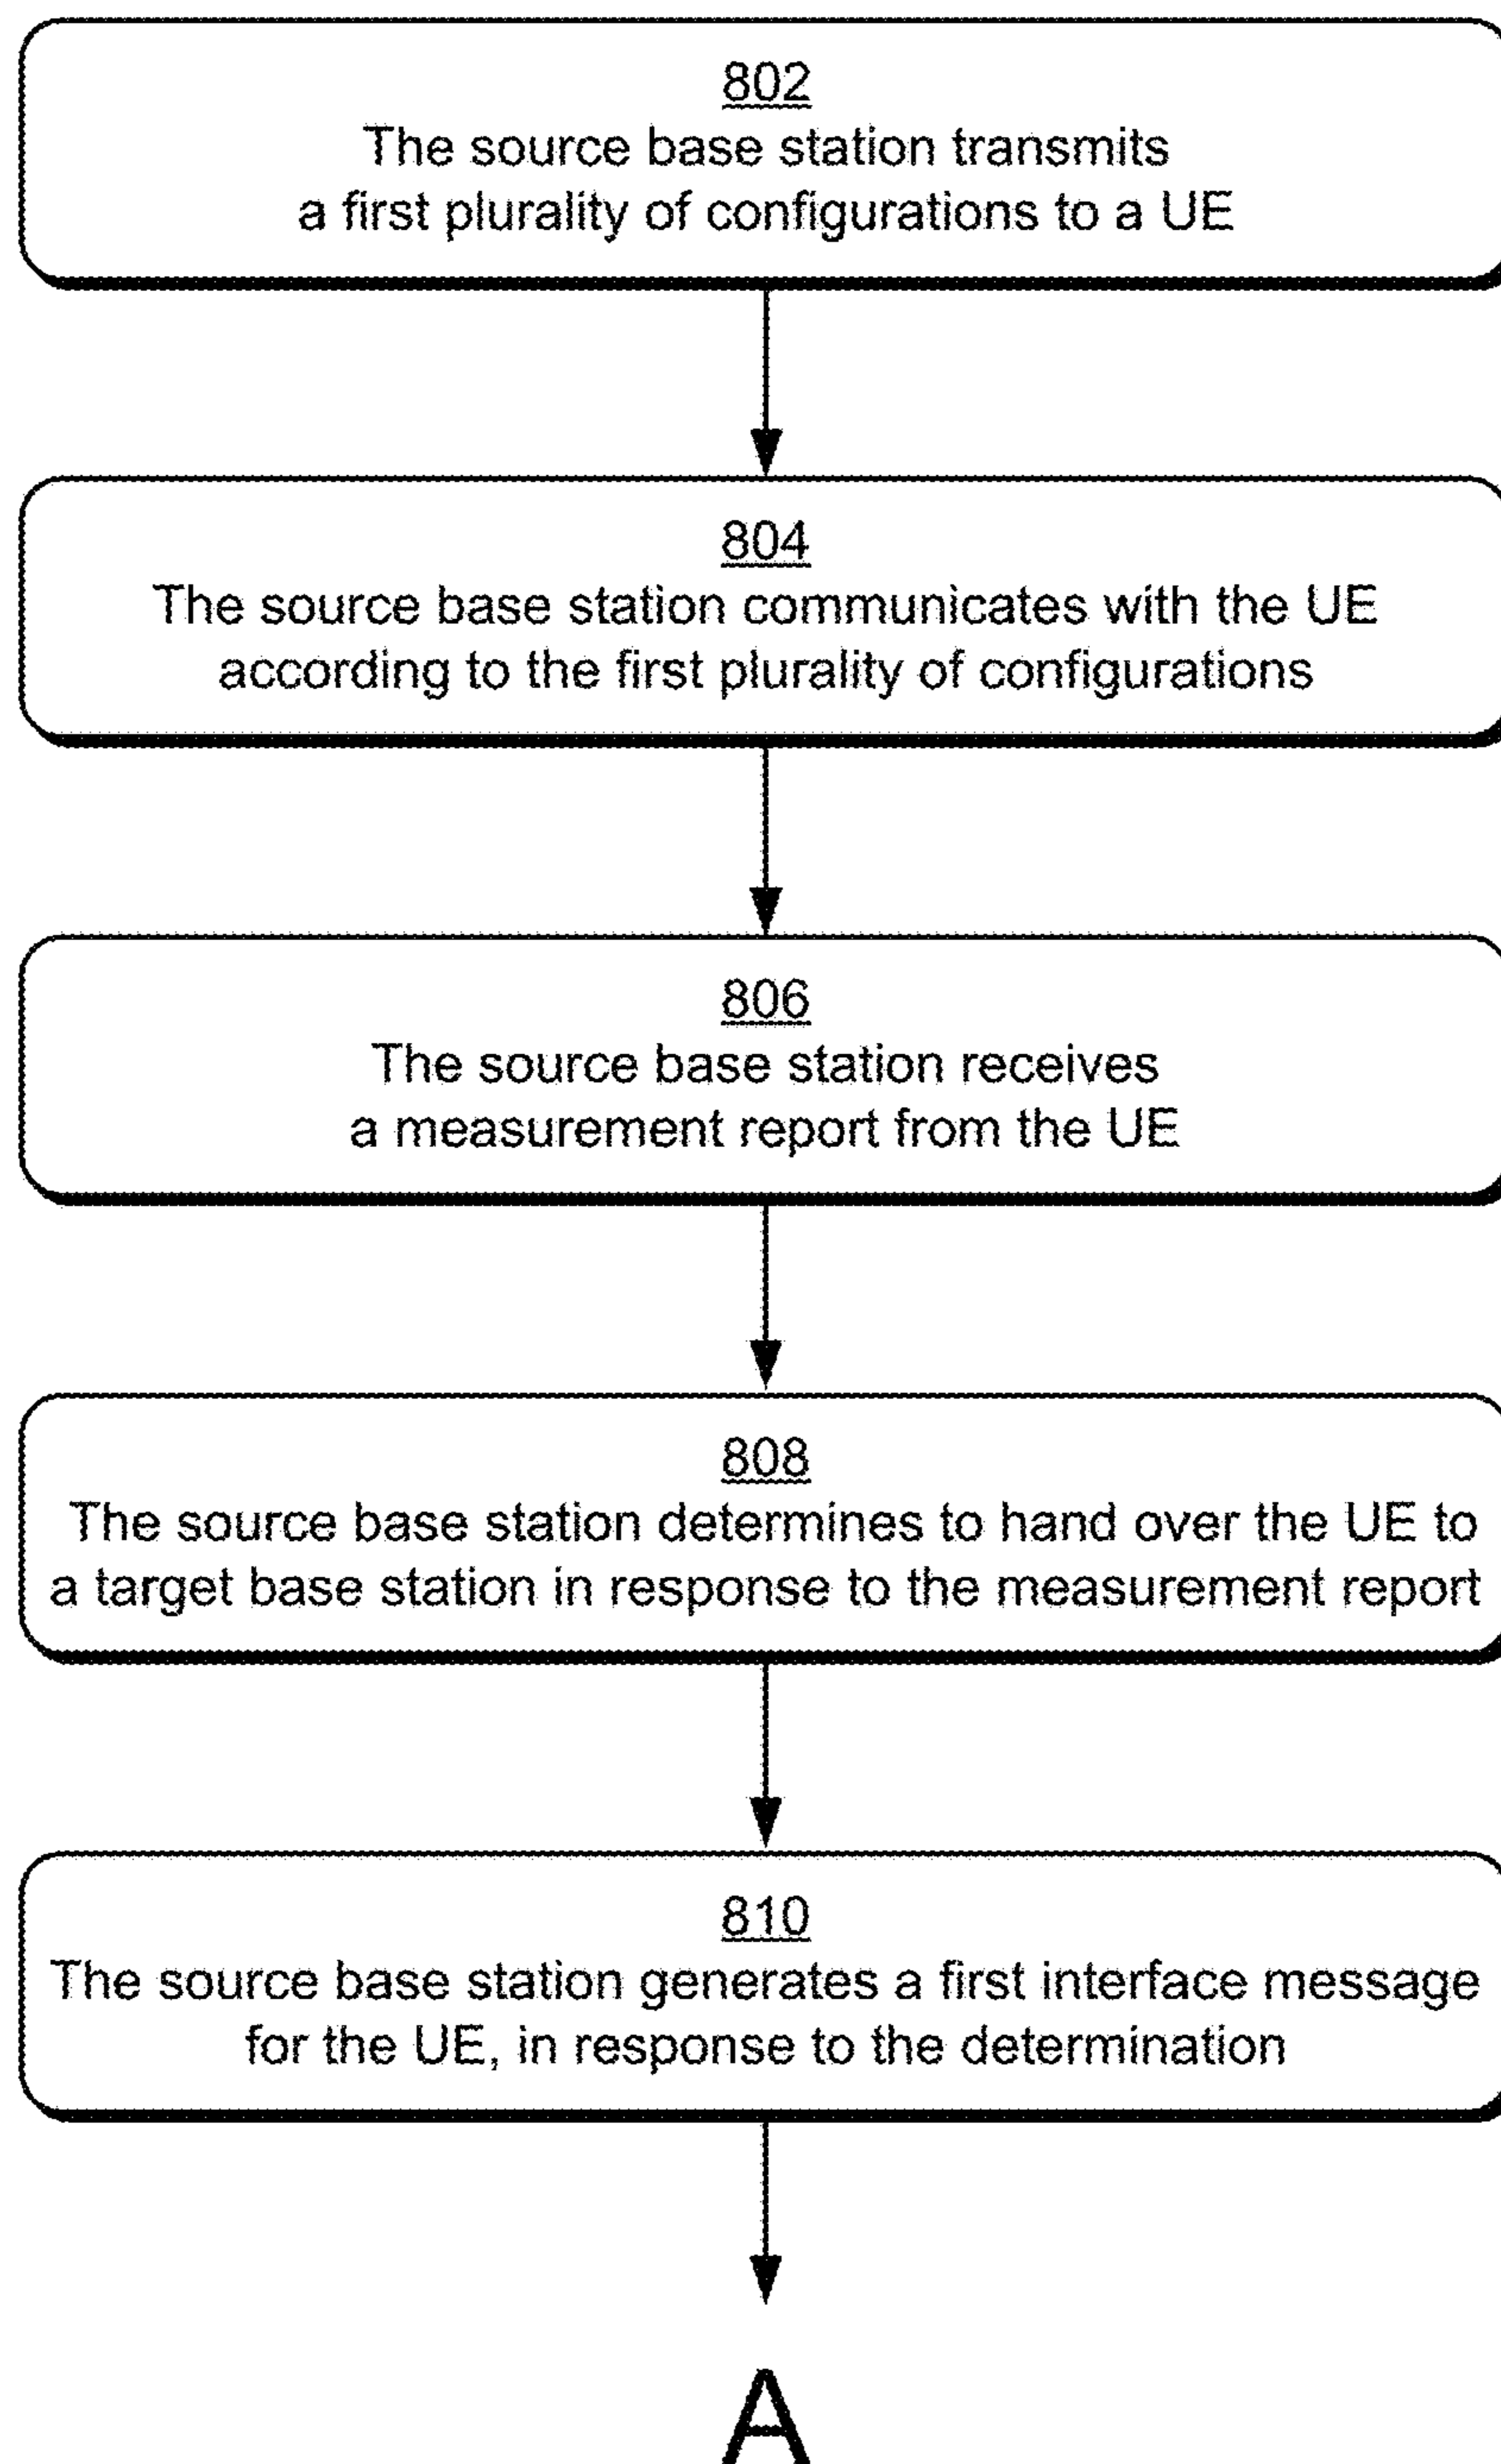 802
The source base station transmits
a first plurality of configurations to a UE
804
The source base station communicates with the UE
according to the first plurality of configurations
806
The source base station receives
a measurement report from the UE
808
The source base station determines to hand over the UE to
a target base station in response to the measurement report
810
The source base station generates a first interface message
for the UE, in response to the determination
A